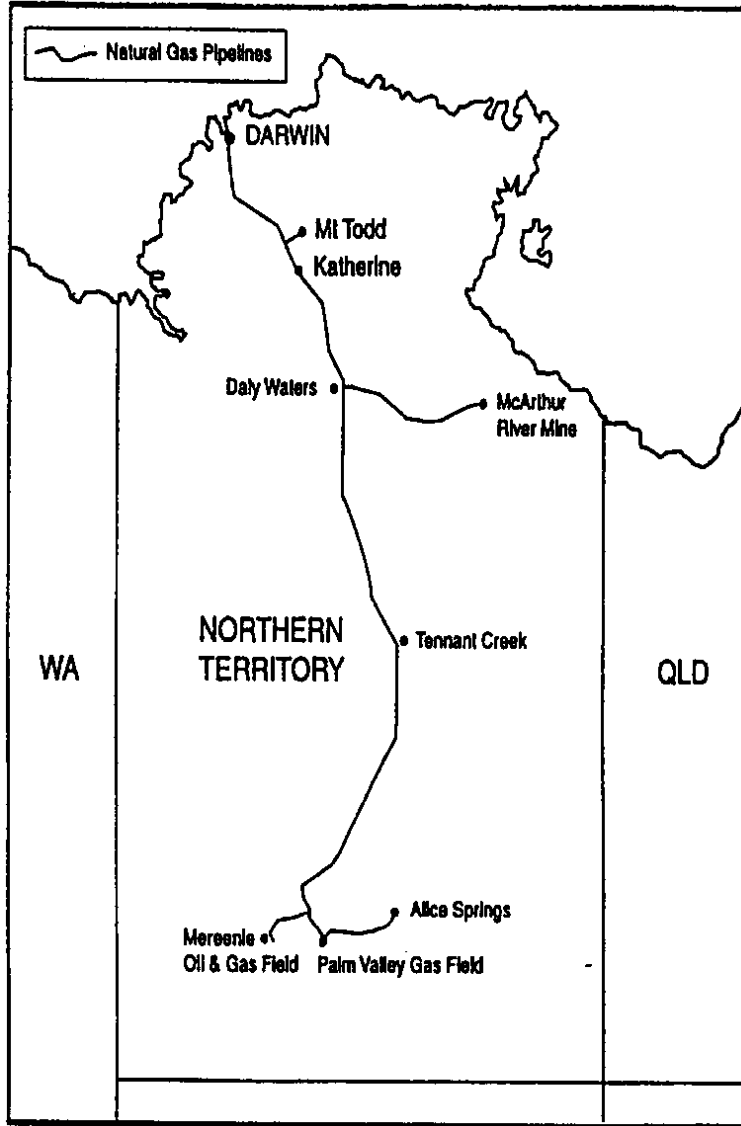 Natural Gas Pipelines
DARWIN
Mt Todd
Katherine
Daly Waters
McArthur
River Mine
NORTHERN
TERRITORY
Tennant Creek
WA
QLD
Alice Springs
Mereenie
Oil & Gas Field
Palm Valley Gas Field